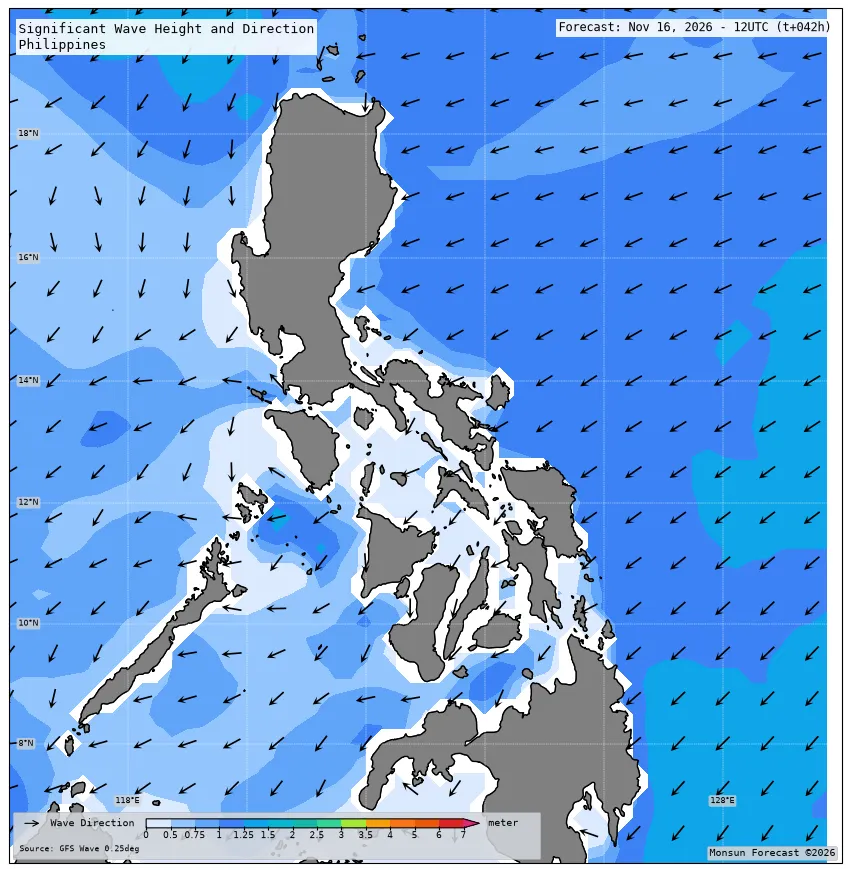 Significant Wave Height and Direction
Philippines
Forecast: Nov 16, 2026 - 12UTC (t+042h)
18°N
16°N
14°N
12°N
10°N
8°N
118°E
128°E
Wave Direction
0 0.5 0.75 1 1.25 1.5 2 2.5 3 3.5 4 5 6 7
meter
Source: GFS Wave 0.25deg
Monsun Forecast ©2026